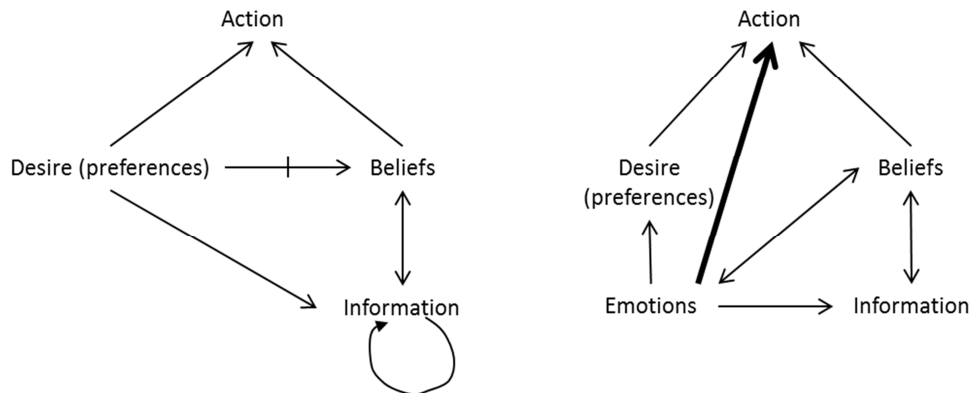 Action
Desire (preferences)
Beliefs
Information
Action
Desire
(preferences)
Beliefs
Emotions
Information